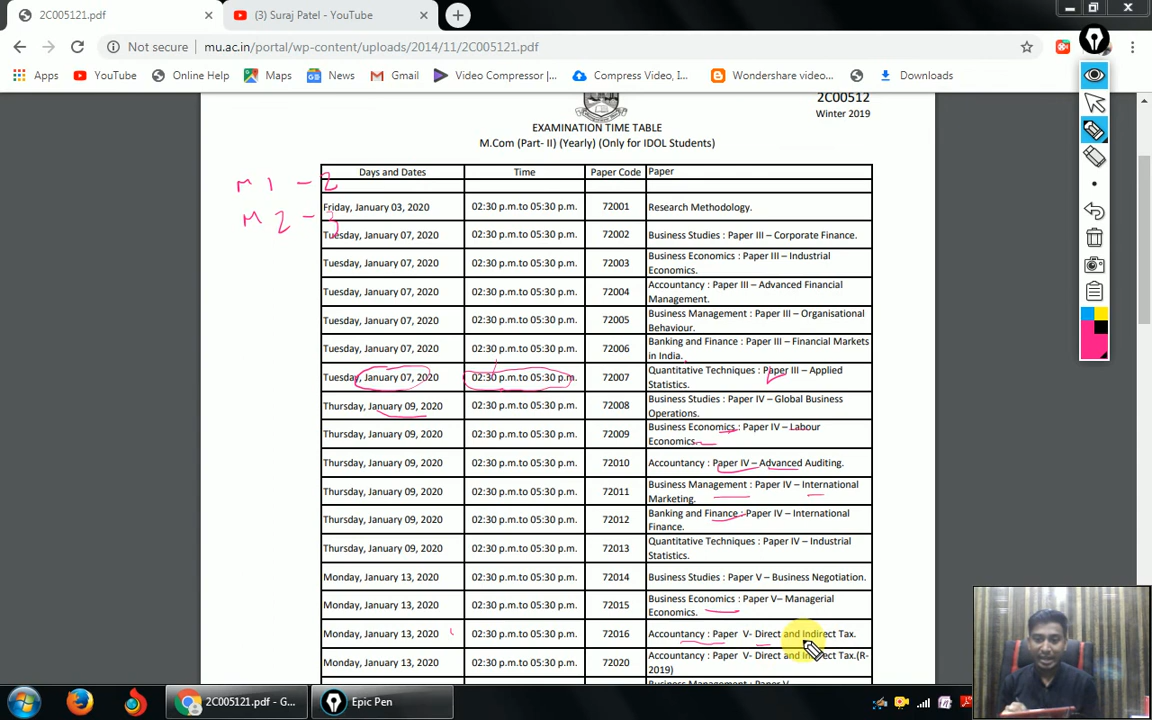 2C005121.pdf
(3) Suraj Patel - YouTube
Not secure
mu.ac.in/portal/wp-content/uploads/2014/11/2C005121.pdf
Apps YouTube Online Help Maps News Gmail Video Compressor |... Compress Video, I... Wondershare video... Downloads
2C00512
Winter 2019
EXAMINATION TIME TABLE
M.Com (Part- II) (Yearly) (Only for IDOL Students)
M 1 - 2
M 2 - 3
Days and Dates Time Paper Code Paper
Friday, January 03, 2020 02:30 p.m.to 05:30 p.m. 72001 Research Methodology.
Tuesday, January 07, 2020 02:30 p.m.to 05:30 p.m. 72002 Business Studies : Paper III – Corporate Finance.
Tuesday, January 07, 2020 02:30 p.m.to 05:30 p.m. 72003 Business Economics : Paper III – Industrial
Economics.
Tuesday, January 07, 2020 02:30 p.m.to 05:30 p.m. 72004 Accountancy : Paper III – Advanced Financial
Management.
Tuesday, January 07, 2020 02:30 p.m.to 05:30 p.m. 72005 Business Management : Paper III – Organisational
Behaviour.
Tuesday, January 07, 2020 02:30 p.m.to 05:30 p.m. 72006 Banking and Finance : Paper III – Financial Markets
in India.
Tuesday, January 07, 2020 02:30 p.m.to 05:30 p.m. 72007 Quantitative Techniques : Paper III – Applied
Statistics.
Thursday, January 09, 2020 02:30 p.m.to 05:30 p.m. 72008 Business Studies : Paper IV – Global Business
Operations.
Thursday, January 09, 2020 02:30 p.m.to 05:30 p.m. 72009 Business Economics : Paper IV – Labour
Economics.
Thursday, January 09, 2020 02:30 p.m.to 05:30 p.m. 72010 Accountancy : Paper IV – Advanced Auditing.
Thursday, January 09, 2020 02:30 p.m.to 05:30 p.m. 72011 Business Management : Paper IV – International
Marketing.
Thursday, January 09, 2020 02:30 p.m.to 05:30 p.m. 72012 Banking and Finance : Paper IV – International
Finance.
Thursday, January 09, 2020 02:30 p.m.to 05:30 p.m. 72013 Quantitative Techniques : Paper IV – Industrial
Statistics.
Monday, January 13, 2020 02:30 p.m.to 05:30 p.m. 72014 Business Studies : Paper V – Business Negotiation.
Monday, January 13, 2020 02:30 p.m.to 05:30 p.m. 72015 Business Economics : Paper V– Managerial
Economics.
Monday, January 13, 2020 02:30 p.m.to 05:30 p.m. 72016 Accountancy : Paper V- Direct and Indirect Tax.
Monday, January 13, 2020 02:30 p.m.to 05:30 p.m. 72020 Accountancy : Paper V- Direct and Indirect Tax.(R-
2019)
Business Management : Paper V
2C005121.pdf - G...
Epic Pen